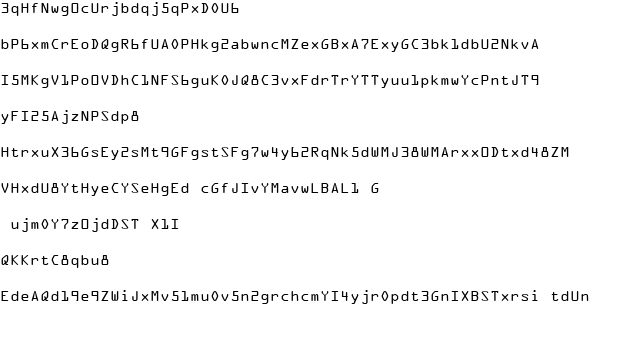 3qHfNwgOcUrjbdqj5qPxD0U6
bP6xmCrEoDQgR6fUA0PHkg2abwncMZexGBxA7ExyGC3bk1dbU2NkvA
I5MKgV1PoOVDhC1NFS6guK0JQ8C3vxFdrTrYTTyuu1pkmwYcPntJT9
yFI25AjzNPSdp8
HtrxuX36GsEy2sMt9GFgstSFg7w4y62RqNk5dWMJ38WMArxxODtxd48ZM
VHxdU8YtHyeCYSeHgEd cGfJIvYMavwLBAL1 G
ujm0Y7zOjdDST X1I
QKKrtC8qbu8
EdeAQd19e9ZWiJxMv51mu0v5n2grchcmYI4yjr0pdt3GnIXBSTxrsi tdUn